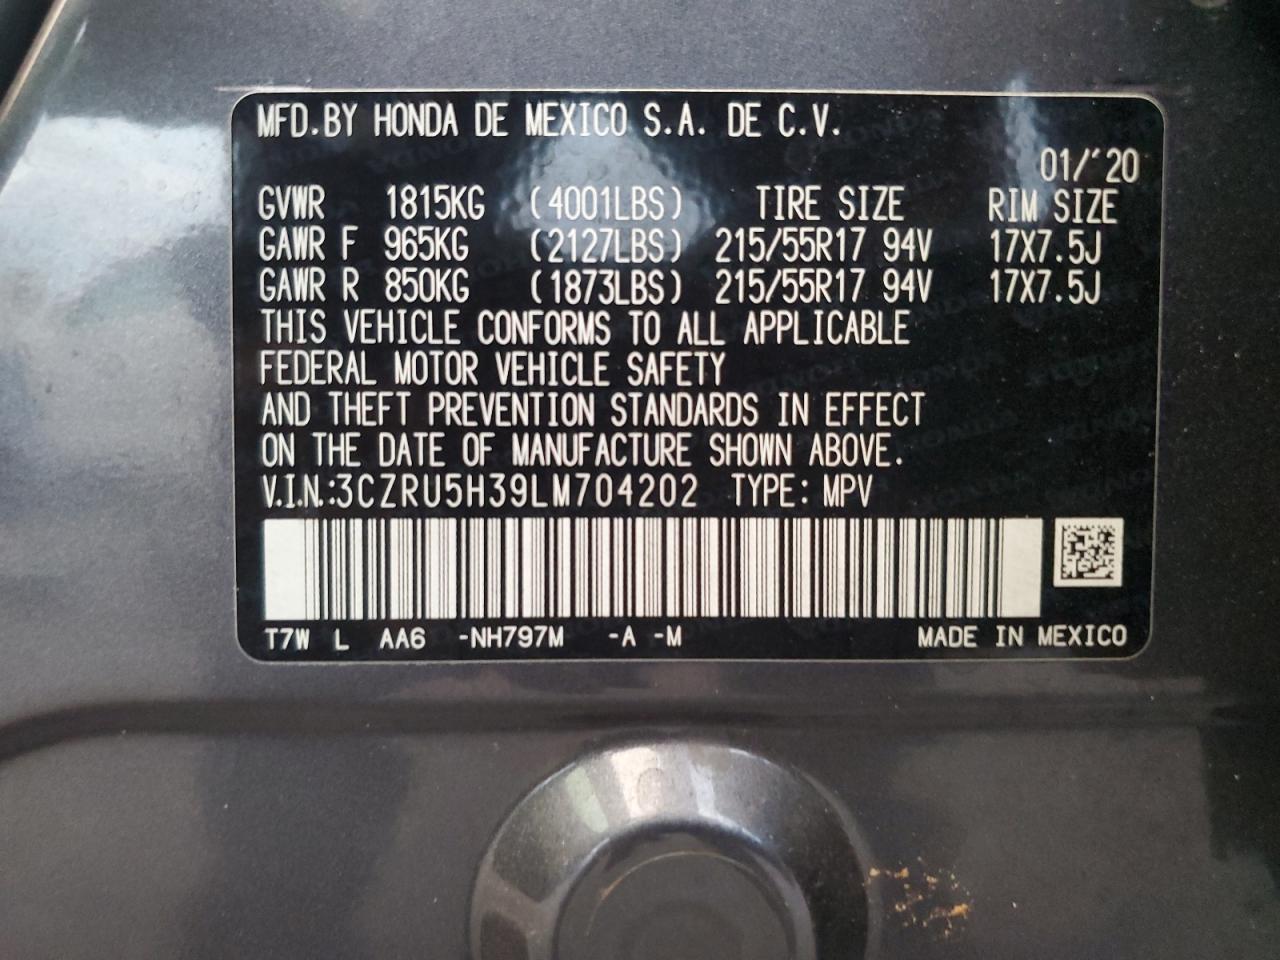 MFD.BY HONDA DE MEXICO S.A. DE C.V.
01/'20
GVWR 1815KG (4001LBS) TIRE SIZE RIM SIZE
GAWR F 965KG (2127LBS) 215/55R17 94V 17X7.5J
GAWR R 850KG (1873LBS) 215/55R17 94V 17X7.5J
THIS VEHICLE CONFORMS TO ALL APPLICABLE
FEDERAL MOTOR VEHICLE SAFETY
AND THEFT PREVENTION STANDARDS IN EFFECT
ON THE DATE OF MANUFACTURE SHOWN ABOVE.
V.I.N.:3CZRU5H39LM704202 TYPE: MPV
T7W L AA6 -NH797M -A -M MADE IN MEXICO